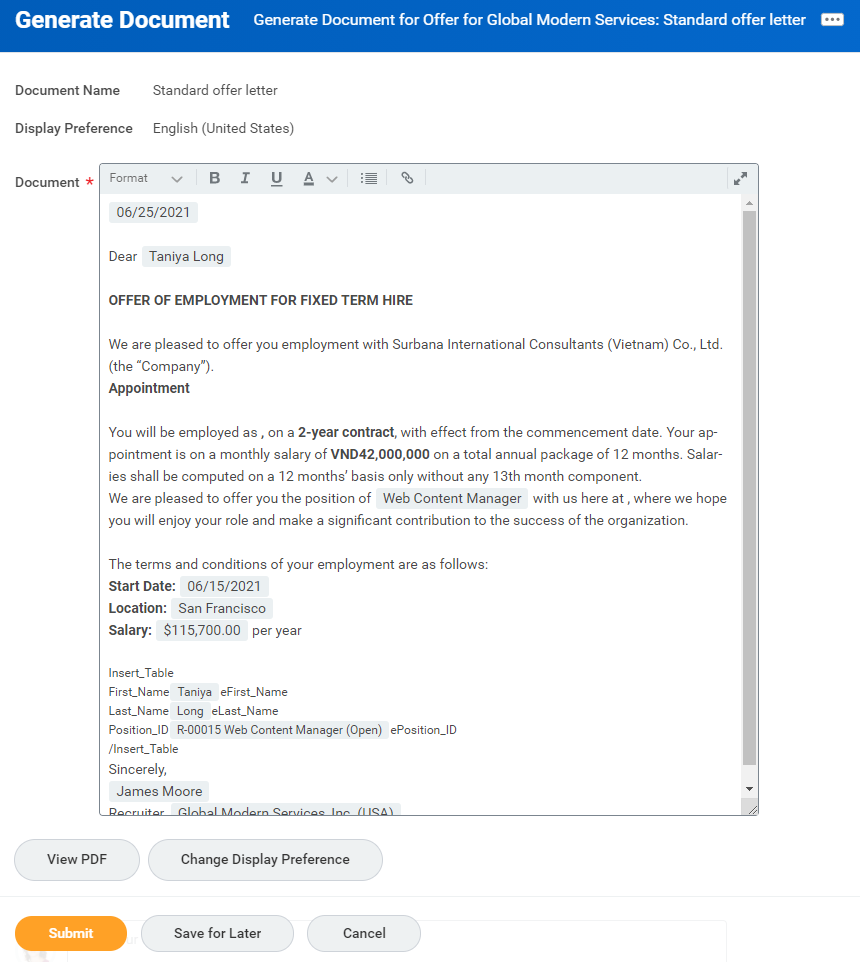 Generate Document
Generate Document for Offer for Global Modern Services: Standard offer letter
Document Name Standard offer letter
Display Preference English (United States)
Document *
Format B I U A
06/25/2021
Dear Taniya Long
OFFER OF EMPLOYMENT FOR FIXED TERM HIRE
We are pleased to offer you employment with Surbana International Consultants (Vietnam) Co., Ltd.
(the “Company”).
Appointment
You will be employed as , on a 2-year contract, with effect from the commencement date. Your ap-
pointment is on a monthly salary of VND42,000,000 on a total annual package of 12 months. Salar-
ies shall be computed on a 12 months’ basis only without any 13th month component.
We are pleased to offer you the position of Web Content Manager with us here at , where we hope
you will enjoy your role and make a significant contribution to the success of the organization.
The terms and conditions of your employment are as follows:
Start Date: 06/15/2021
Location: San Francisco
Salary: $115,700.00 per year
Insert_Table
First_Name Taniya eFirst_Name
Last_Name Long eLast_Name
Position_ID R-00015 Web Content Manager (Open) ePosition_ID
/Insert_Table
Sincerely,
James Moore
Recruiter Global Modern Services, Inc. (USA)
View PDF Change Display Preference
Submit Save for Later Cancel